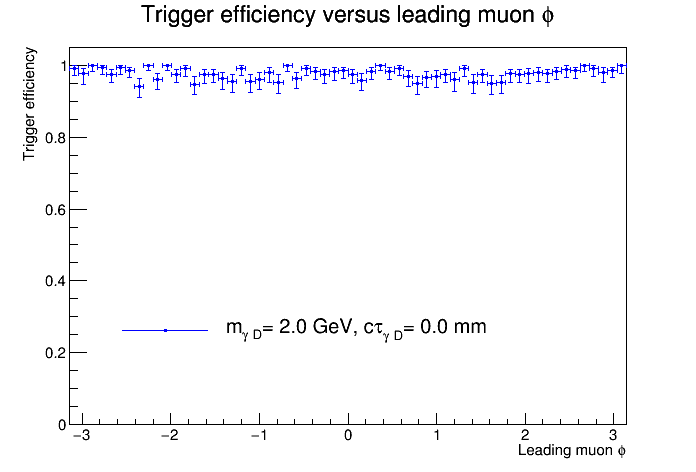 Trigger efficiency versus leading muon ϕ
Trigger efficiency
1
0.8
0.6
0.4
0.2
0
m_γ D= 2.0 GeV, cτ_γ D= 0.0 mm
−3 −2 −1 0 1 2 3
Leading muon ϕ